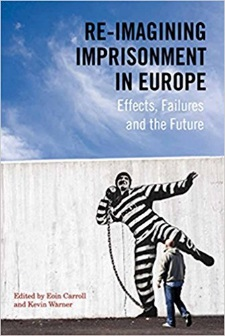 RE-IMAGINING
IMPRISONMENT
IN EUROPE
Effects, Failures
and the Future
Edited by Eoin Carroll
and Kevin Warner